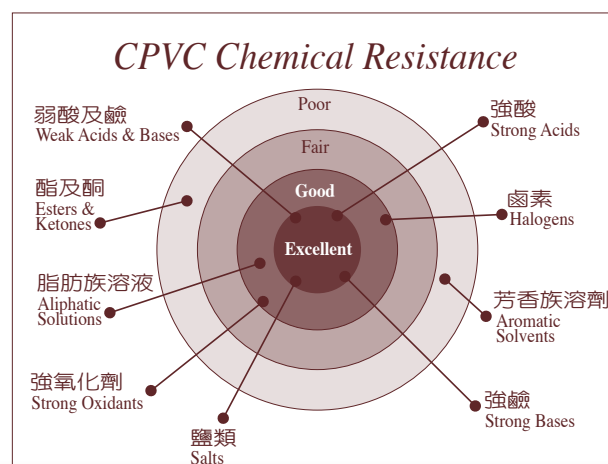 CPVC Chemical Resistance
Poor
Fair
Good
Excellent
弱酸及鹼
Weak Acids & Bases
酯及酮
Esters &
Ketones
脂肪族溶液
Aliphatic
Solutions
強氧化劑
Strong Oxidants
鹽類
Salts
強酸
Strong Acids
鹵素
Halogens
芳香族溶劑
Aromatic
Solvents
強鹼
Strong Bases